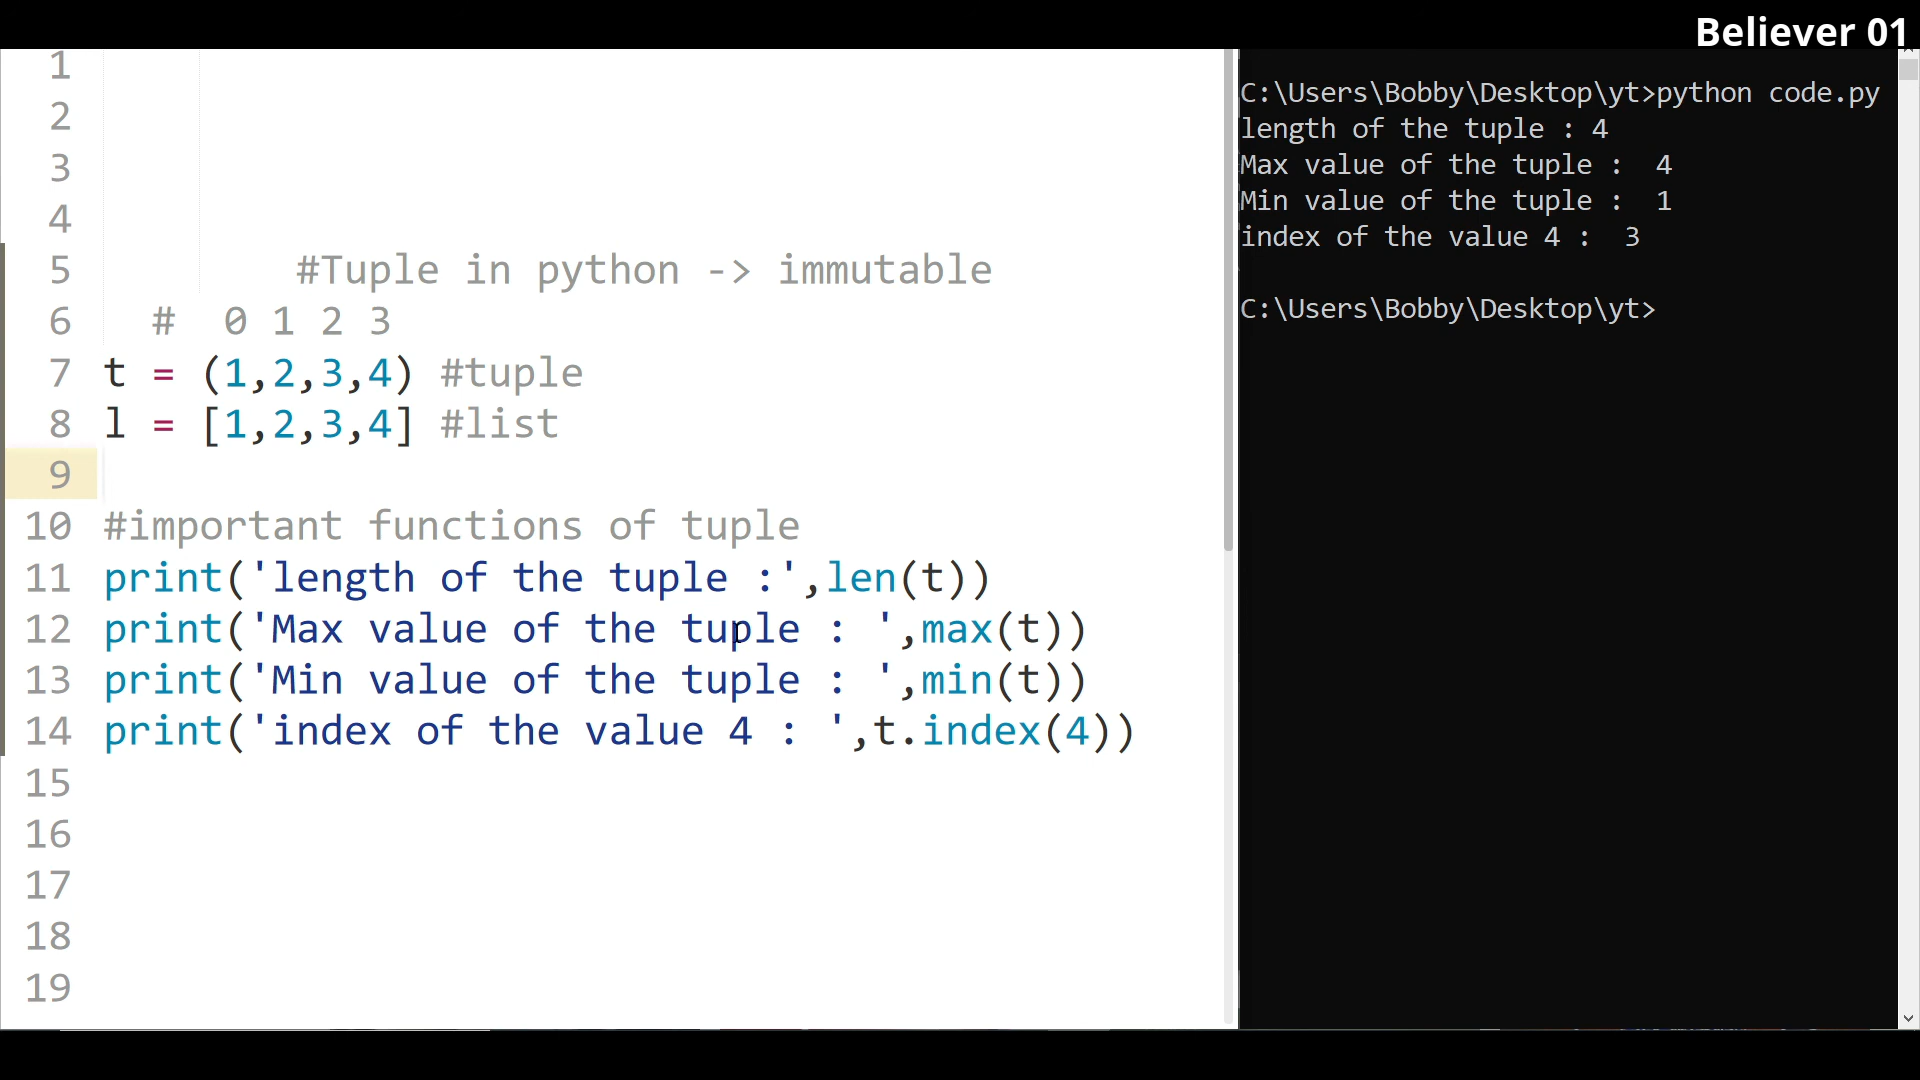 Believer 01
1
2
3
4
5 #Tuple in python -> immutable
6 # 0 1 2 3
7 t = (1,2,3,4) #tuple
8 l = [1,2,3,4] #list
9
10 #important functions of tuple
11 print('length of the tuple :',len(t))
12 print('Max value of the tuple : ',max(t))
13 print('Min value of the tuple : ',min(t))
14 print('index of the value 4 : ',t.index(4))
15
16
17
18
19
C:\Users\Bobby\Desktop\yt>python code.py
length of the tuple : 4
Max value of the tuple :  4
Min value of the tuple :  1
index of the value 4 :  3
C:\Users\Bobby\Desktop\yt>